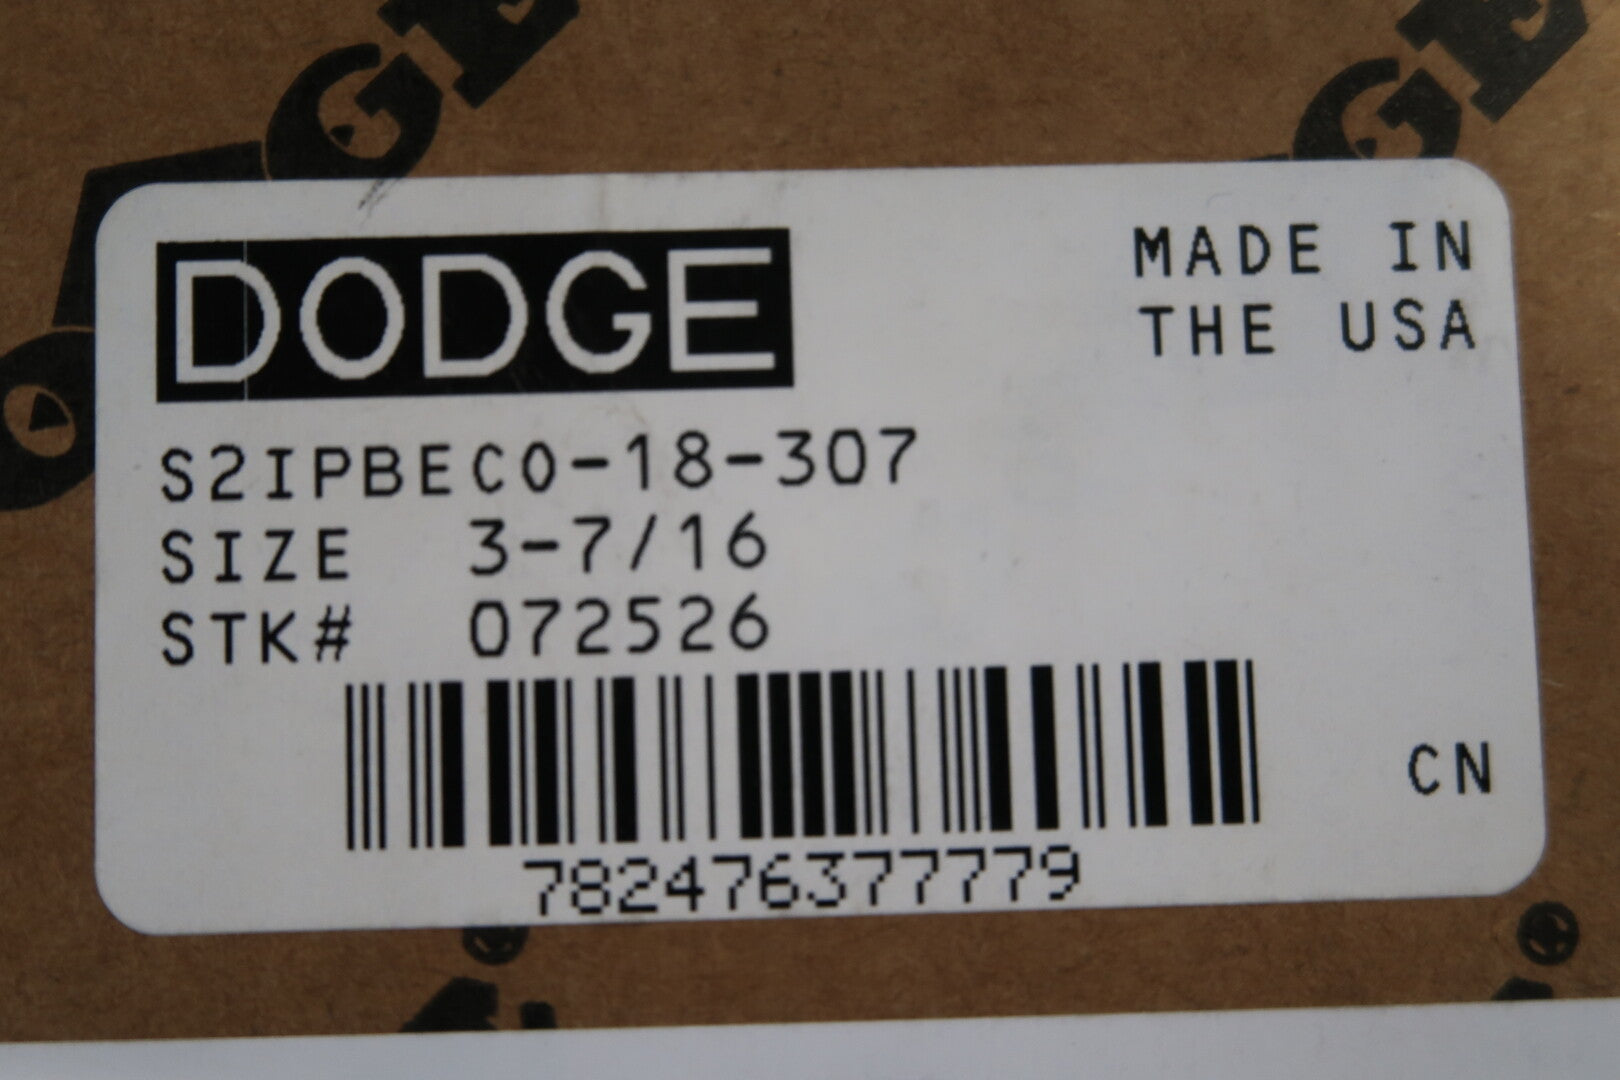 DODGE
MADE IN
THE USA
S2IPBEC0-18-307
SIZE 3-7/16
STK# 072526
CN
782476377779